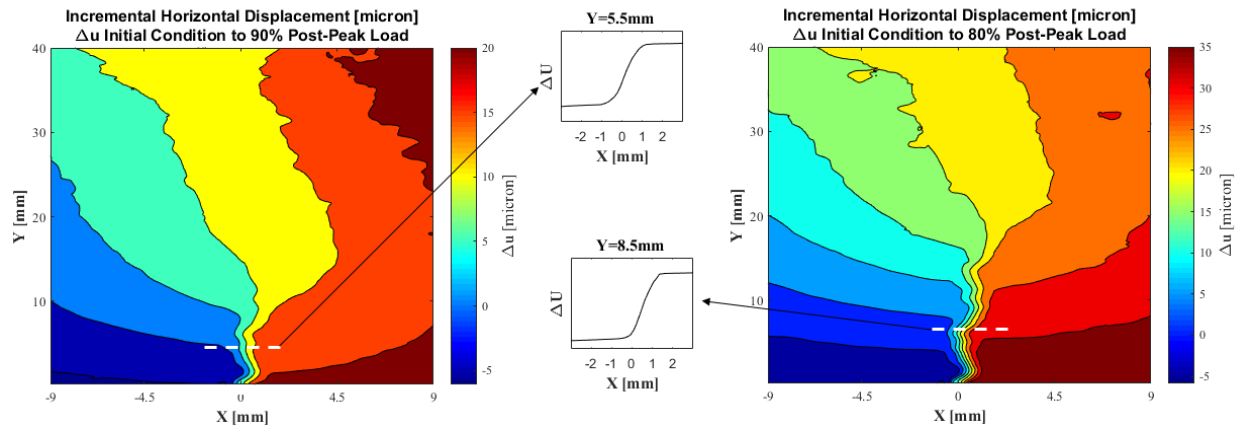 Incremental Horizontal Displacement [micron]
Δu Initial Condition to 90% Post-Peak Load
40
30
20
10
Y [mm]
-9
-4.5
0
4.5
9
X [mm]
20
15
10
5
0
-5
Δu [micron]
Y=5.5mm
ΔU
-2
-1
0
1
2
X [mm]
Y=8.5mm
ΔU
-2
-1
0
1
2
X [mm]
Incremental Horizontal Displacement [micron]
Δu Initial Condition to 80% Post-Peak Load
40
30
20
10
Y [mm]
-9
-4.5
0
4.5
9
X [mm]
35
30
25
20
15
10
5
0
-5
Δu [micron]